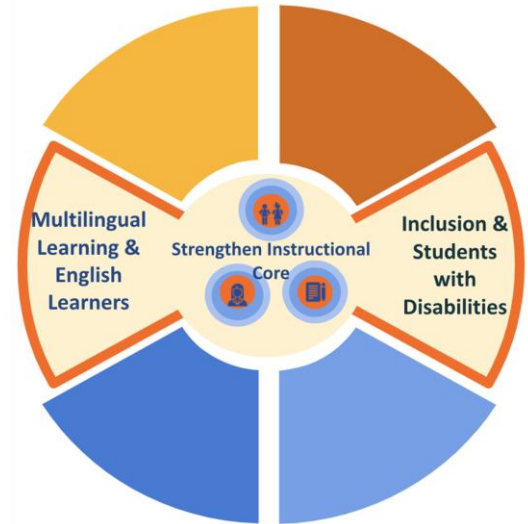 Multilingual
Learning &
English
Learners
Strengthen Instructional
Core
Inclusion &
Students
with
Disabilities